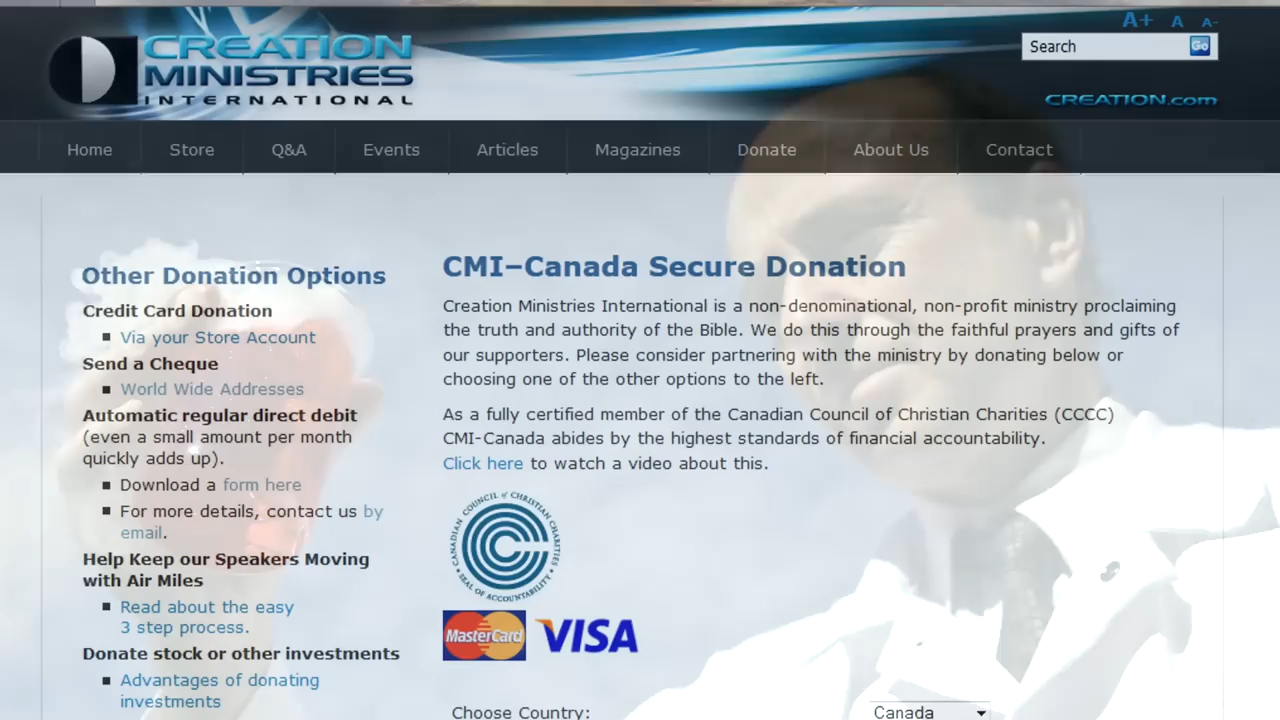 A+ A A-
CREATION
MINISTRIES
INTERNATIONAL
Search Go
CREATION.com
Home Store Q&A Events Articles Magazines Donate About Us Contact
Other Donation Options
Credit Card Donation
Via your Store Account
Send a Cheque
World Wide Addresses
Automatic regular direct debit
(even a small amount per month
quickly adds up).
Download a form here
For more details, contact us by
email.
Help Keep our Speakers Moving
with Air Miles
Read about the easy
3 step process.
Donate stock or other investments
Advantages of donating
investments
CMI–Canada Secure Donation
Creation Ministries International is a non-denominational, non-profit ministry proclaiming
the truth and authority of the Bible. We do this through the faithful prayers and gifts of
our supporters. Please consider partnering with the ministry by donating below or
choosing one of the other options to the left.
As a fully certified member of the Canadian Council of Christian Charities (CCCC)
CMI-Canada abides by the highest standards of financial accountability.
Click here to watch a video about this.
CANADIAN COUNCIL of CHRISTIAN CHARITIES
SEAL OF ACCOUNTABILITY
MasterCard VISA
Choose Country: Canada